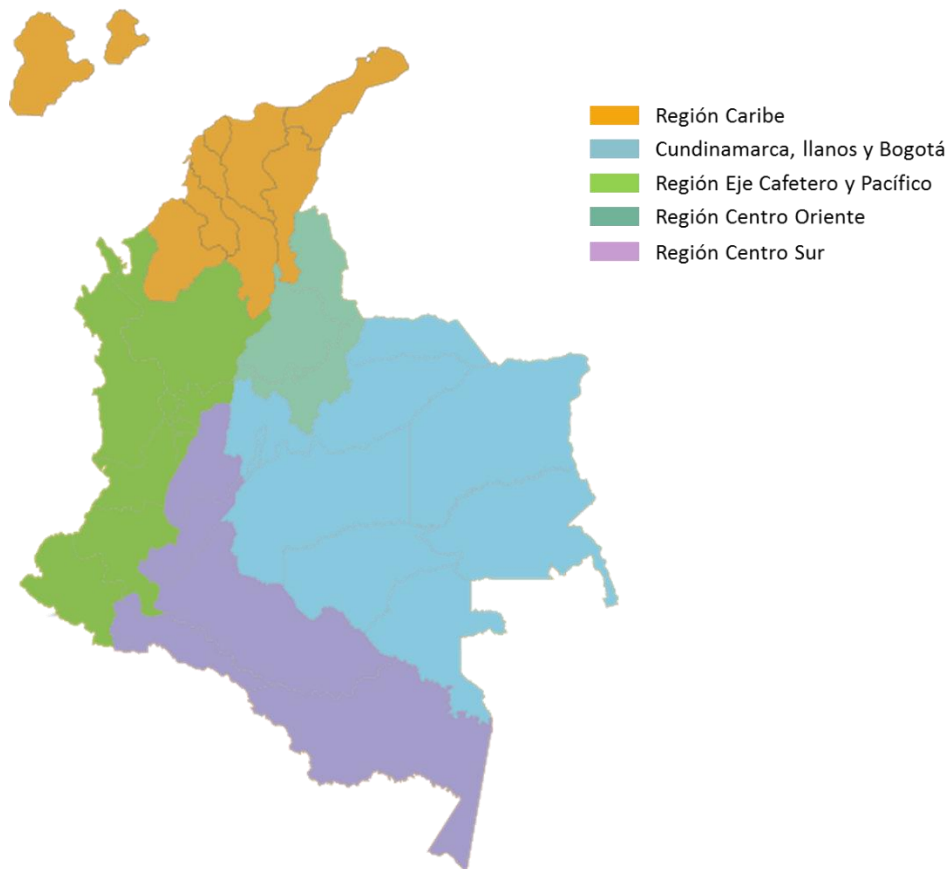 Región Caribe
Cundinamarca, llanos y Bogotá
Región Eje Cafetero y Pacífico
Región Centro Oriente
Región Centro Sur